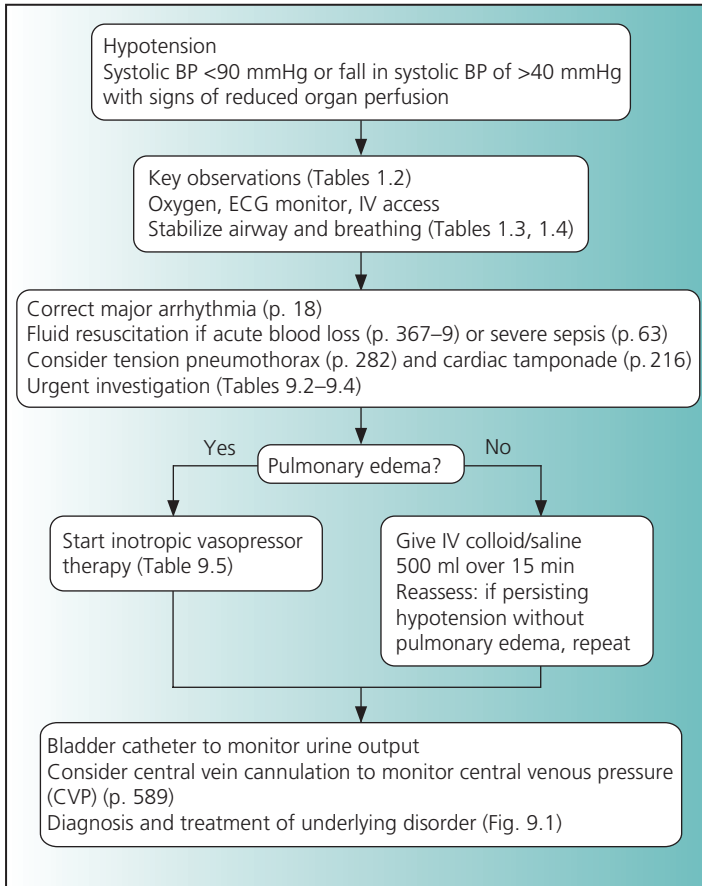 Hypotension
Systolic BP <90 mmHg or fall in systolic BP of >40 mmHg
with signs of reduced organ perfusion
Key observations (Tables 1.2)
Oxygen, ECG monitor, IV access
Stabilize airway and breathing (Tables 1.3, 1.4)
Correct major arrhythmia (p. 18)
Fluid resuscitation if acute blood loss (p. 367–9) or severe sepsis (p. 63)
Consider tension pneumothorax (p. 282) and cardiac tamponade (p. 216)
Urgent investigation (Tables 9.2–9.4)
Yes
Pulmonary edema?
No
Start inotropic vasopressor
therapy (Table 9.5)
Give IV colloid/saline
500 ml over 15 min
Reassess: if persisting
hypotension without
pulmonary edema, repeat
Bladder catheter to monitor urine output
Consider central vein cannulation to monitor central venous pressure
(CVP) (p. 589)
Diagnosis and treatment of underlying disorder (Fig. 9.1)